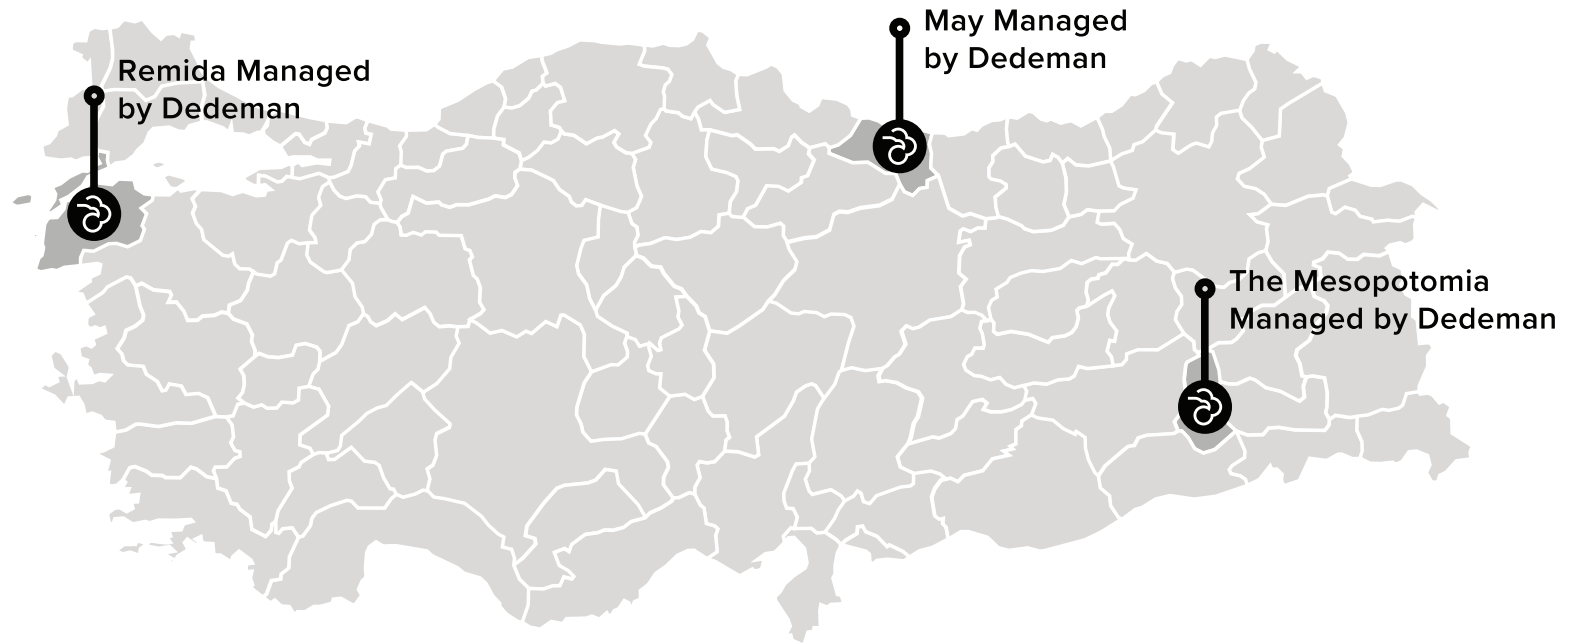 May Managed
by Dedeman
Remida Managed
by Dedeman
The Mesopotomia
Managed by Dedeman